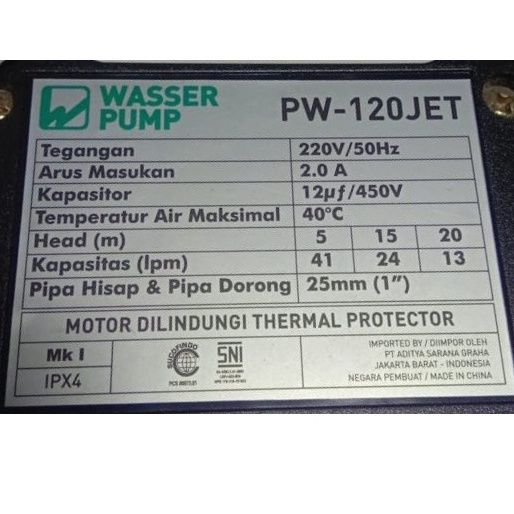 WASSER
PUMP
PW-120JET
Tegangan 220V/50Hz
Arus Masukan 2.0 A
Kapasitor 12µf/450V
Temperatur Air Maksimal 40°C
Head (m) 5 15 20
Kapasitas (lpm) 41 24 13
Pipa Hisap & Pipa Dorong 25mm (1”)
MOTOR DILINDUNGI THERMAL PROTECTOR
Mk I
IPX4
SUCOFINDO
SNI
IMPORTED BY / DIIMPOR OLEH
PT ADITYA SARANA GRAHA
JAKARTA BARAT - INDONESIA
NEGARA PEMBUAT / MADE IN CHINA